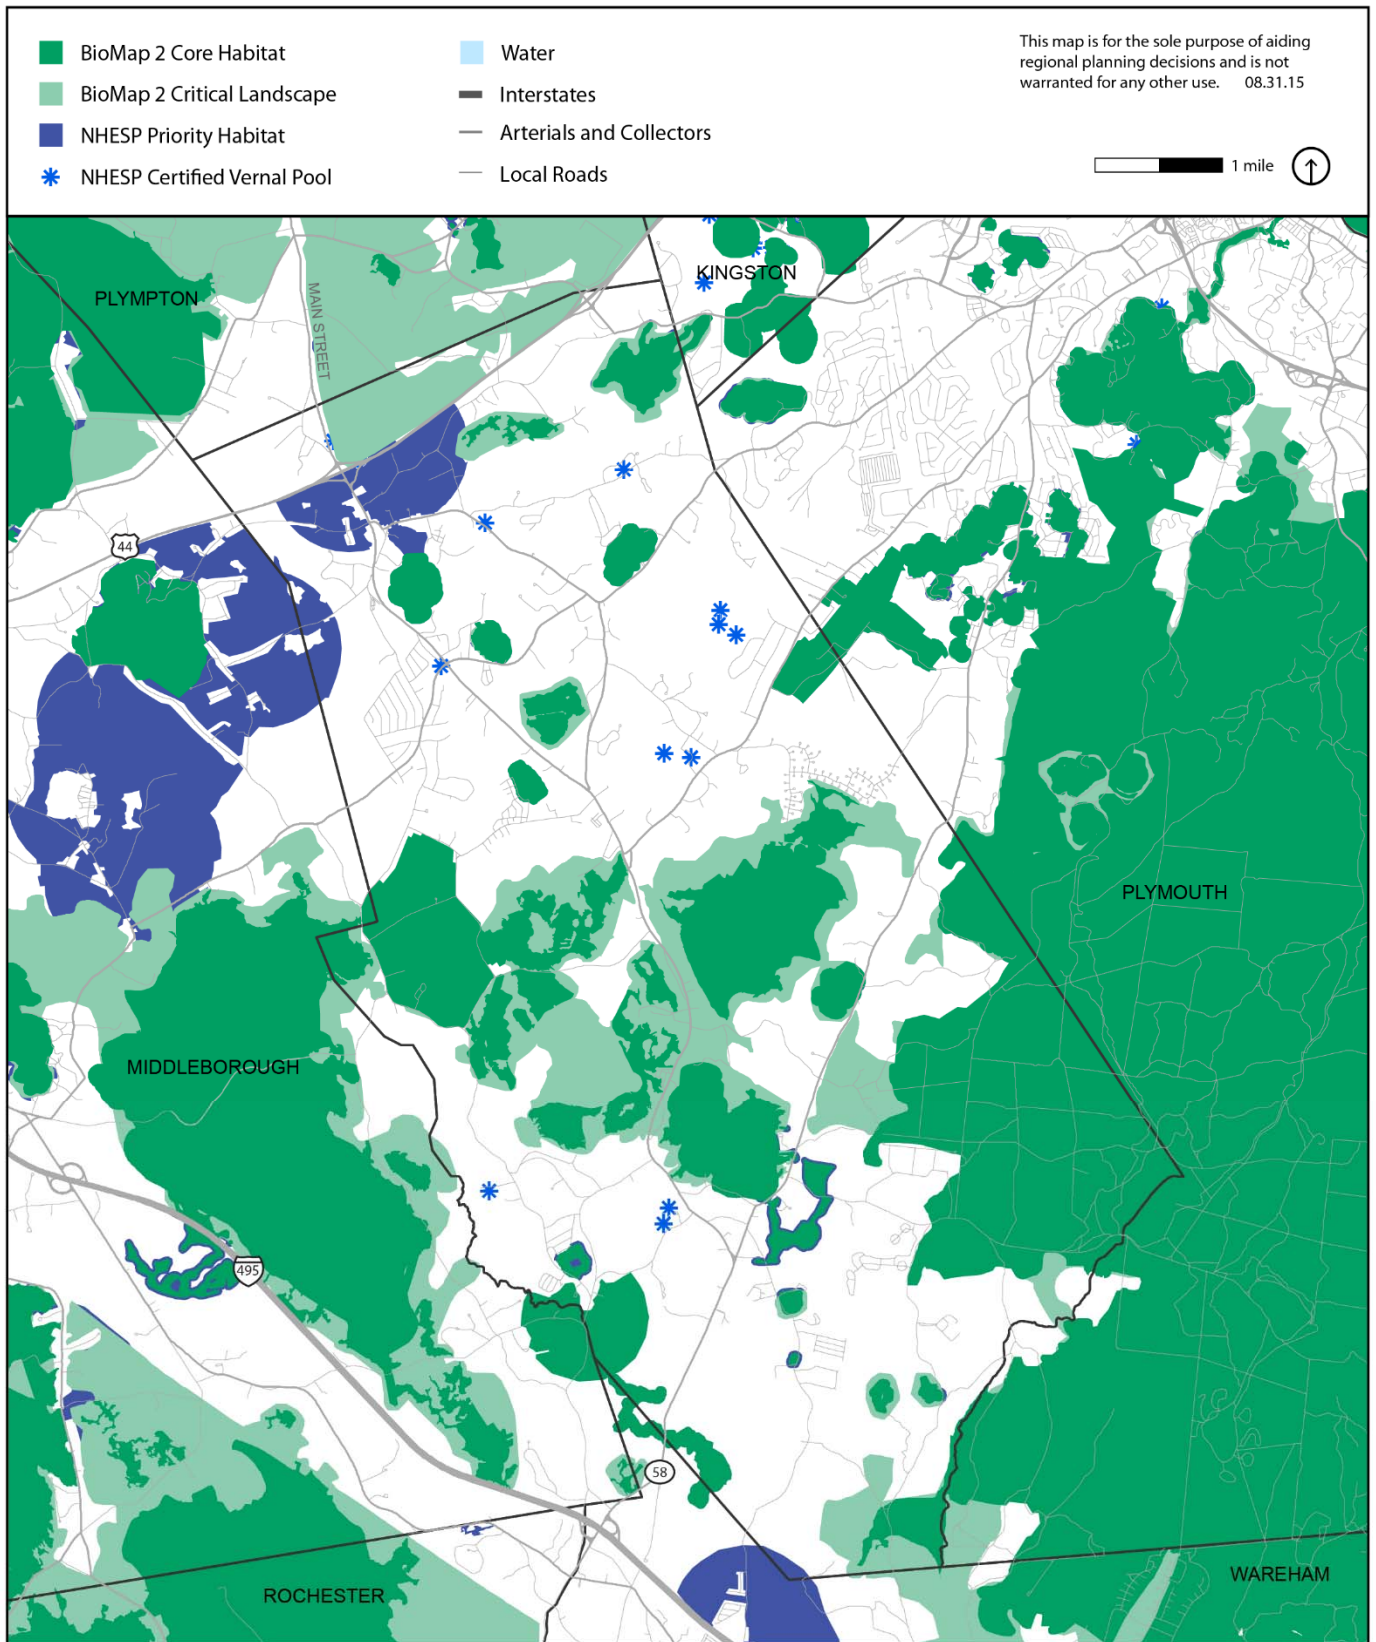 BioMap 2 Core Habitat
BioMap 2 Critical Landscape
NHESP Priority Habitat
NHESP Certified Vernal Pool
Water
Interstates
Arterials and Collectors
Local Roads
This map is for the sole purpose of aiding
regional planning decisions and is not
warranted for any other use. 08.31.15
1 mile
KINGSTON
PLYMPTON
MAIN STREET
44
PLYMOUTH
MIDDLEBOROUGH
495
58
WAREHAM
ROCHESTER